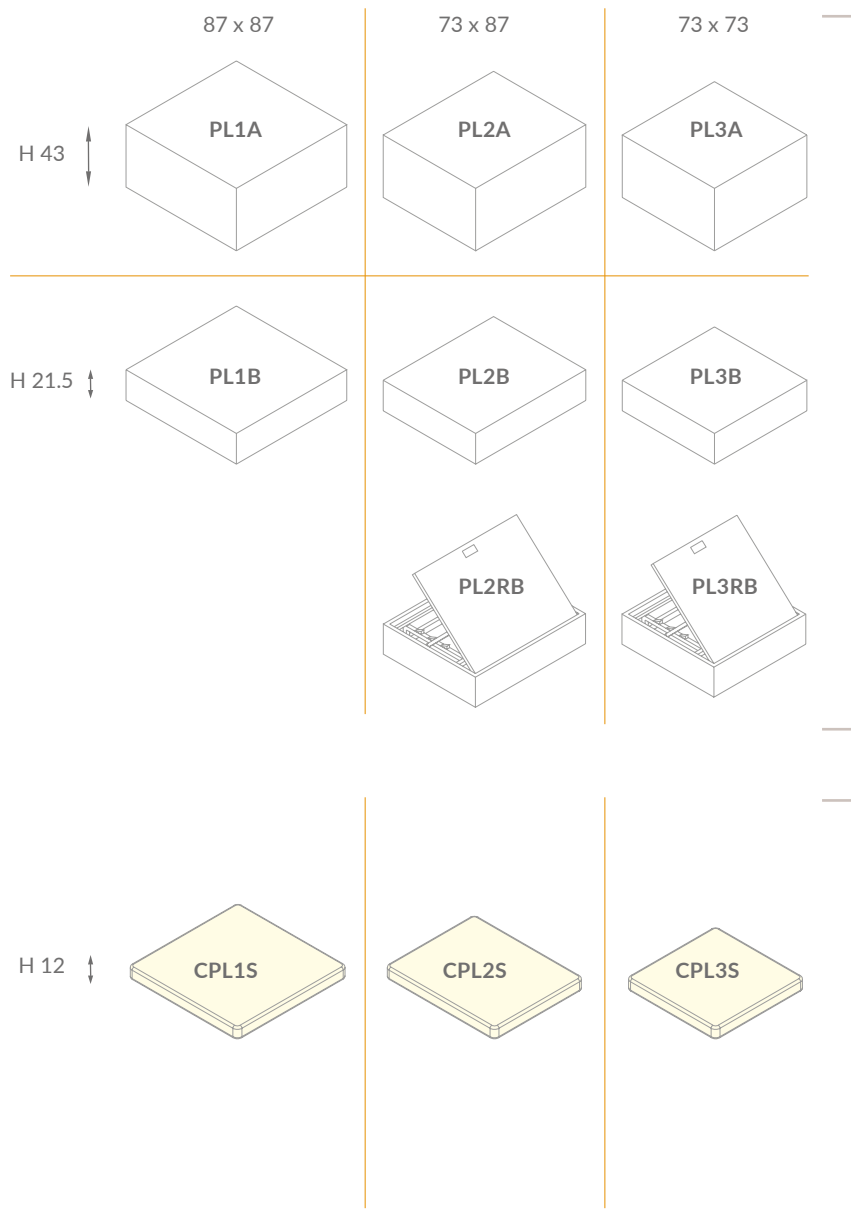 87 x 87 73 x 87 73 x 73
PL1A PL2A PL3A
H 43
PL1B PL2B PL3B
H 21.5
PL2RB PL3RB
H 12 CPL1S CPL2S CPL3S